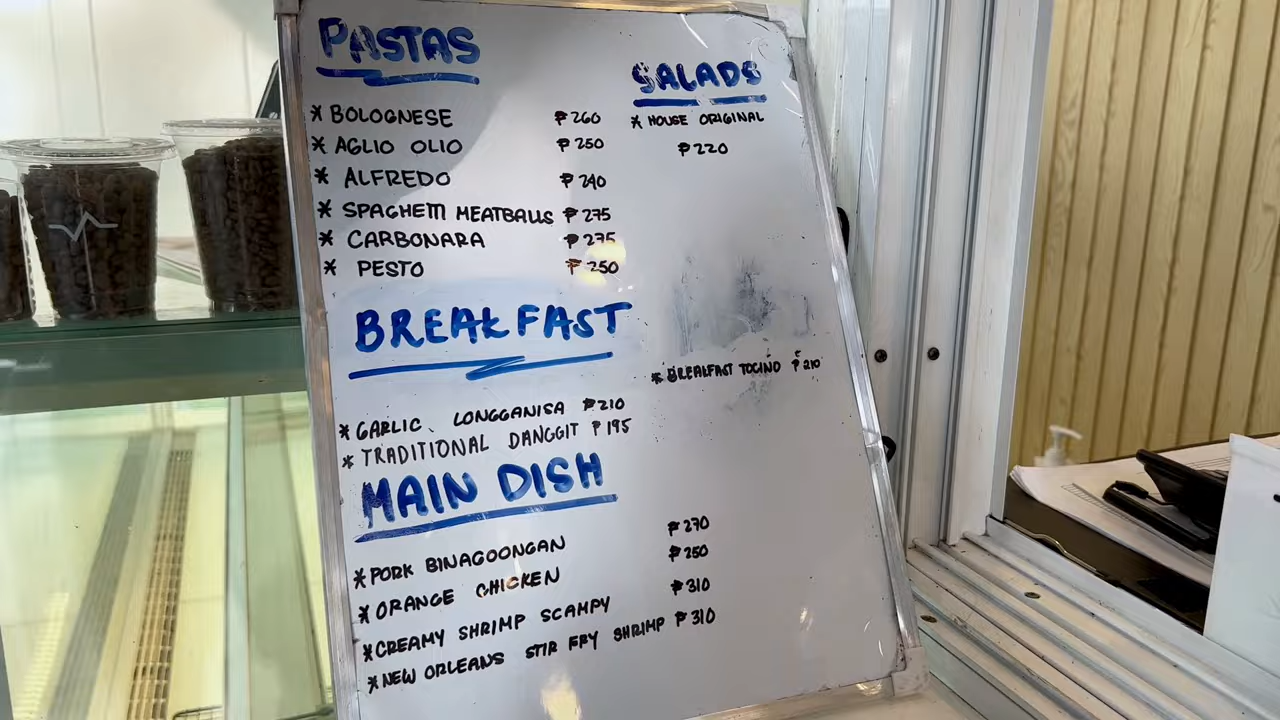 PASTAS
* BOLOGNESE ₱260
* AGLIO OLIO ₱250
* ALFREDO ₱240
* SPAGHETTI MEATBALLS ₱275
* CARBONARA ₱275
* PESTO ₱250
SALADS
* HOUSE ORIGINAL
₱220
BREAKFAST
* GARLIC LONGGANISA ₱210
* TRADITIONAL DANGGIT ₱195
* BREAKFAST TOCINO ₱210
MAIN DISH
* PORK BINAGOONGAN ₱270
* ORANGE CHICKEN ₱250
* CREAMY SHRIMP SCAMPY ₱310
* NEW ORLEANS STIR FRY SHRIMP ₱310